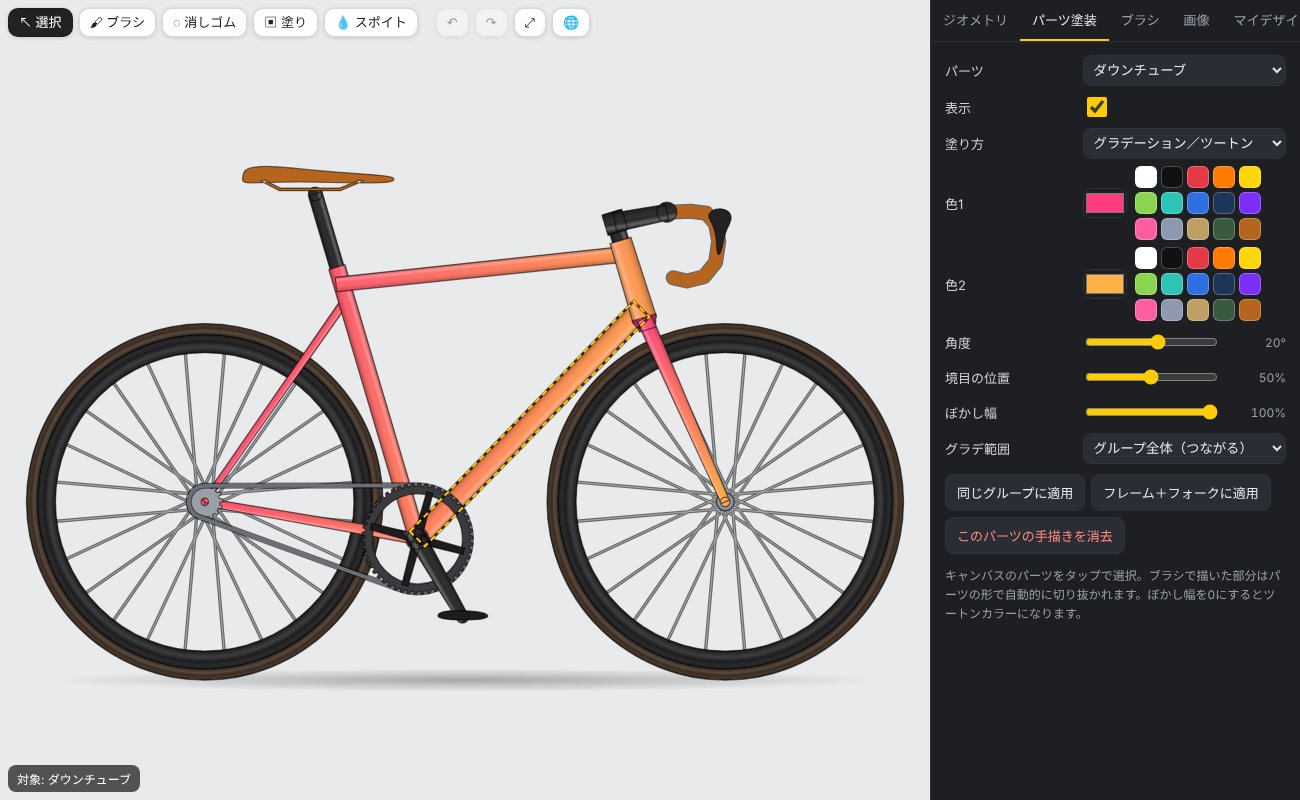 選択
ブラシ
消しゴム
塗り
スポイト
ジオメトリ
パーツ塗装
ブラシ
画像
マイデザイ
パーツ
ダウンチューブ
表示
塗り方
グラデーション／ツートン
色1
色2
角度
20°
境目の位置
50%
ぼかし幅
100%
グラデ範囲
グループ全体（つながる）
同じグループに適用
フレーム＋フォークに適用
このパーツの手描きを消去
キャンバスのパーツをタップで選択。ブラシで描いた部分はパ
ーツの形で自動的に切り抜かれます。ぼかし幅を0にするとツ
ートンカラーになります。
対象: ダウンチューブ